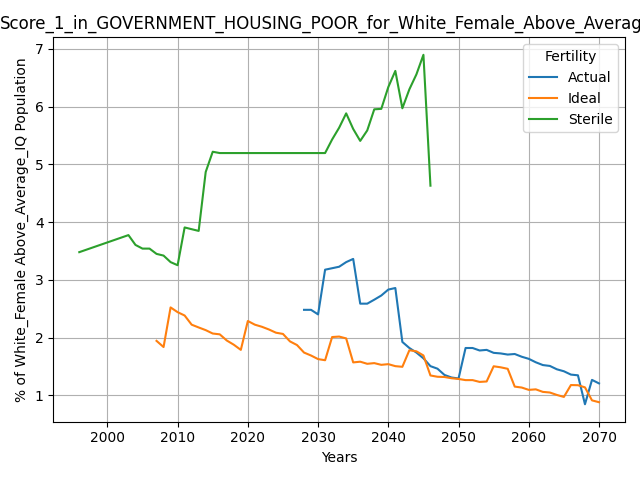 Score_1_in_GOVERNMENT_HOUSING_POOR_for_White_Female_Above_Averag
% of White_Female Above_Average_IQ Population
7
6
5
4
3
2
1
Fertility
Actual
Ideal
Sterile
2000 2010 2020 2030 2040 2050 2060 2070
Years